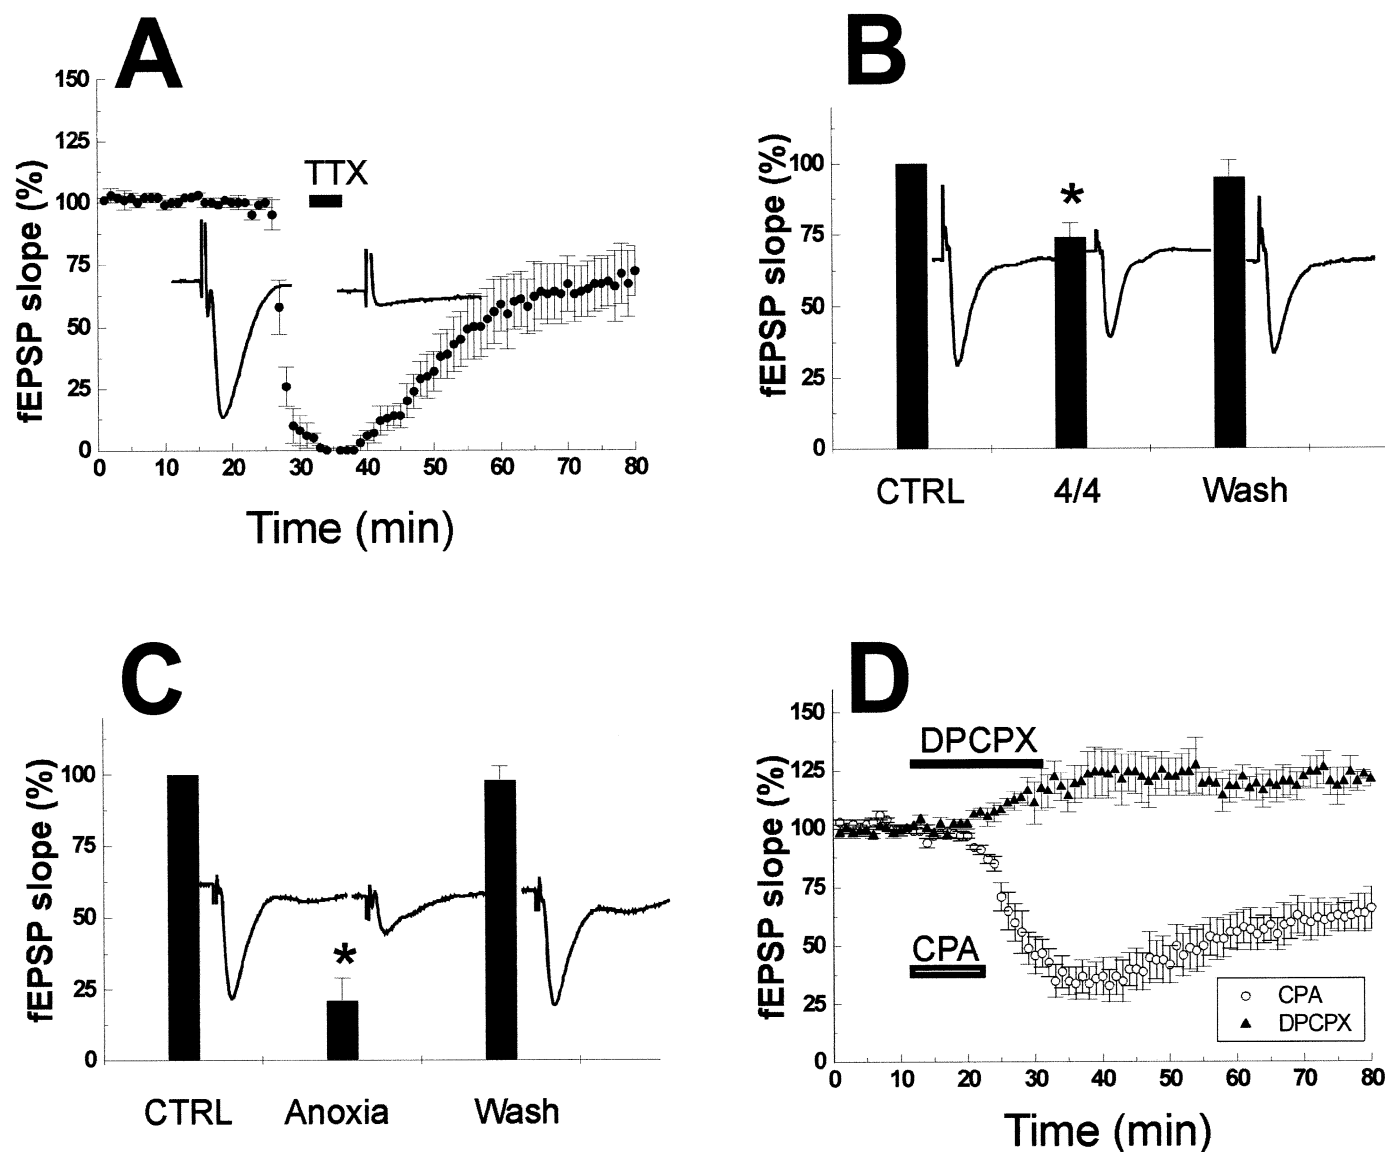 A
150
125
100
75
50
25
0
fEPSP slope (%)
TTX
0 10 20 30 40 50 60 70 80
Time (min)
B
100
75
50
25
0
fEPSP slope (%)
*
CTRL 4/4 Wash
C
100
75
50
25
0
fEPSP slope (%)
*
CTRL Anoxia Wash
D
150
125
100
75
50
25
0
fEPSP slope (%)
DPCPX
CPA
CPA
DPCPX
0 10 20 30 40 50 60 70 80
Time (min)